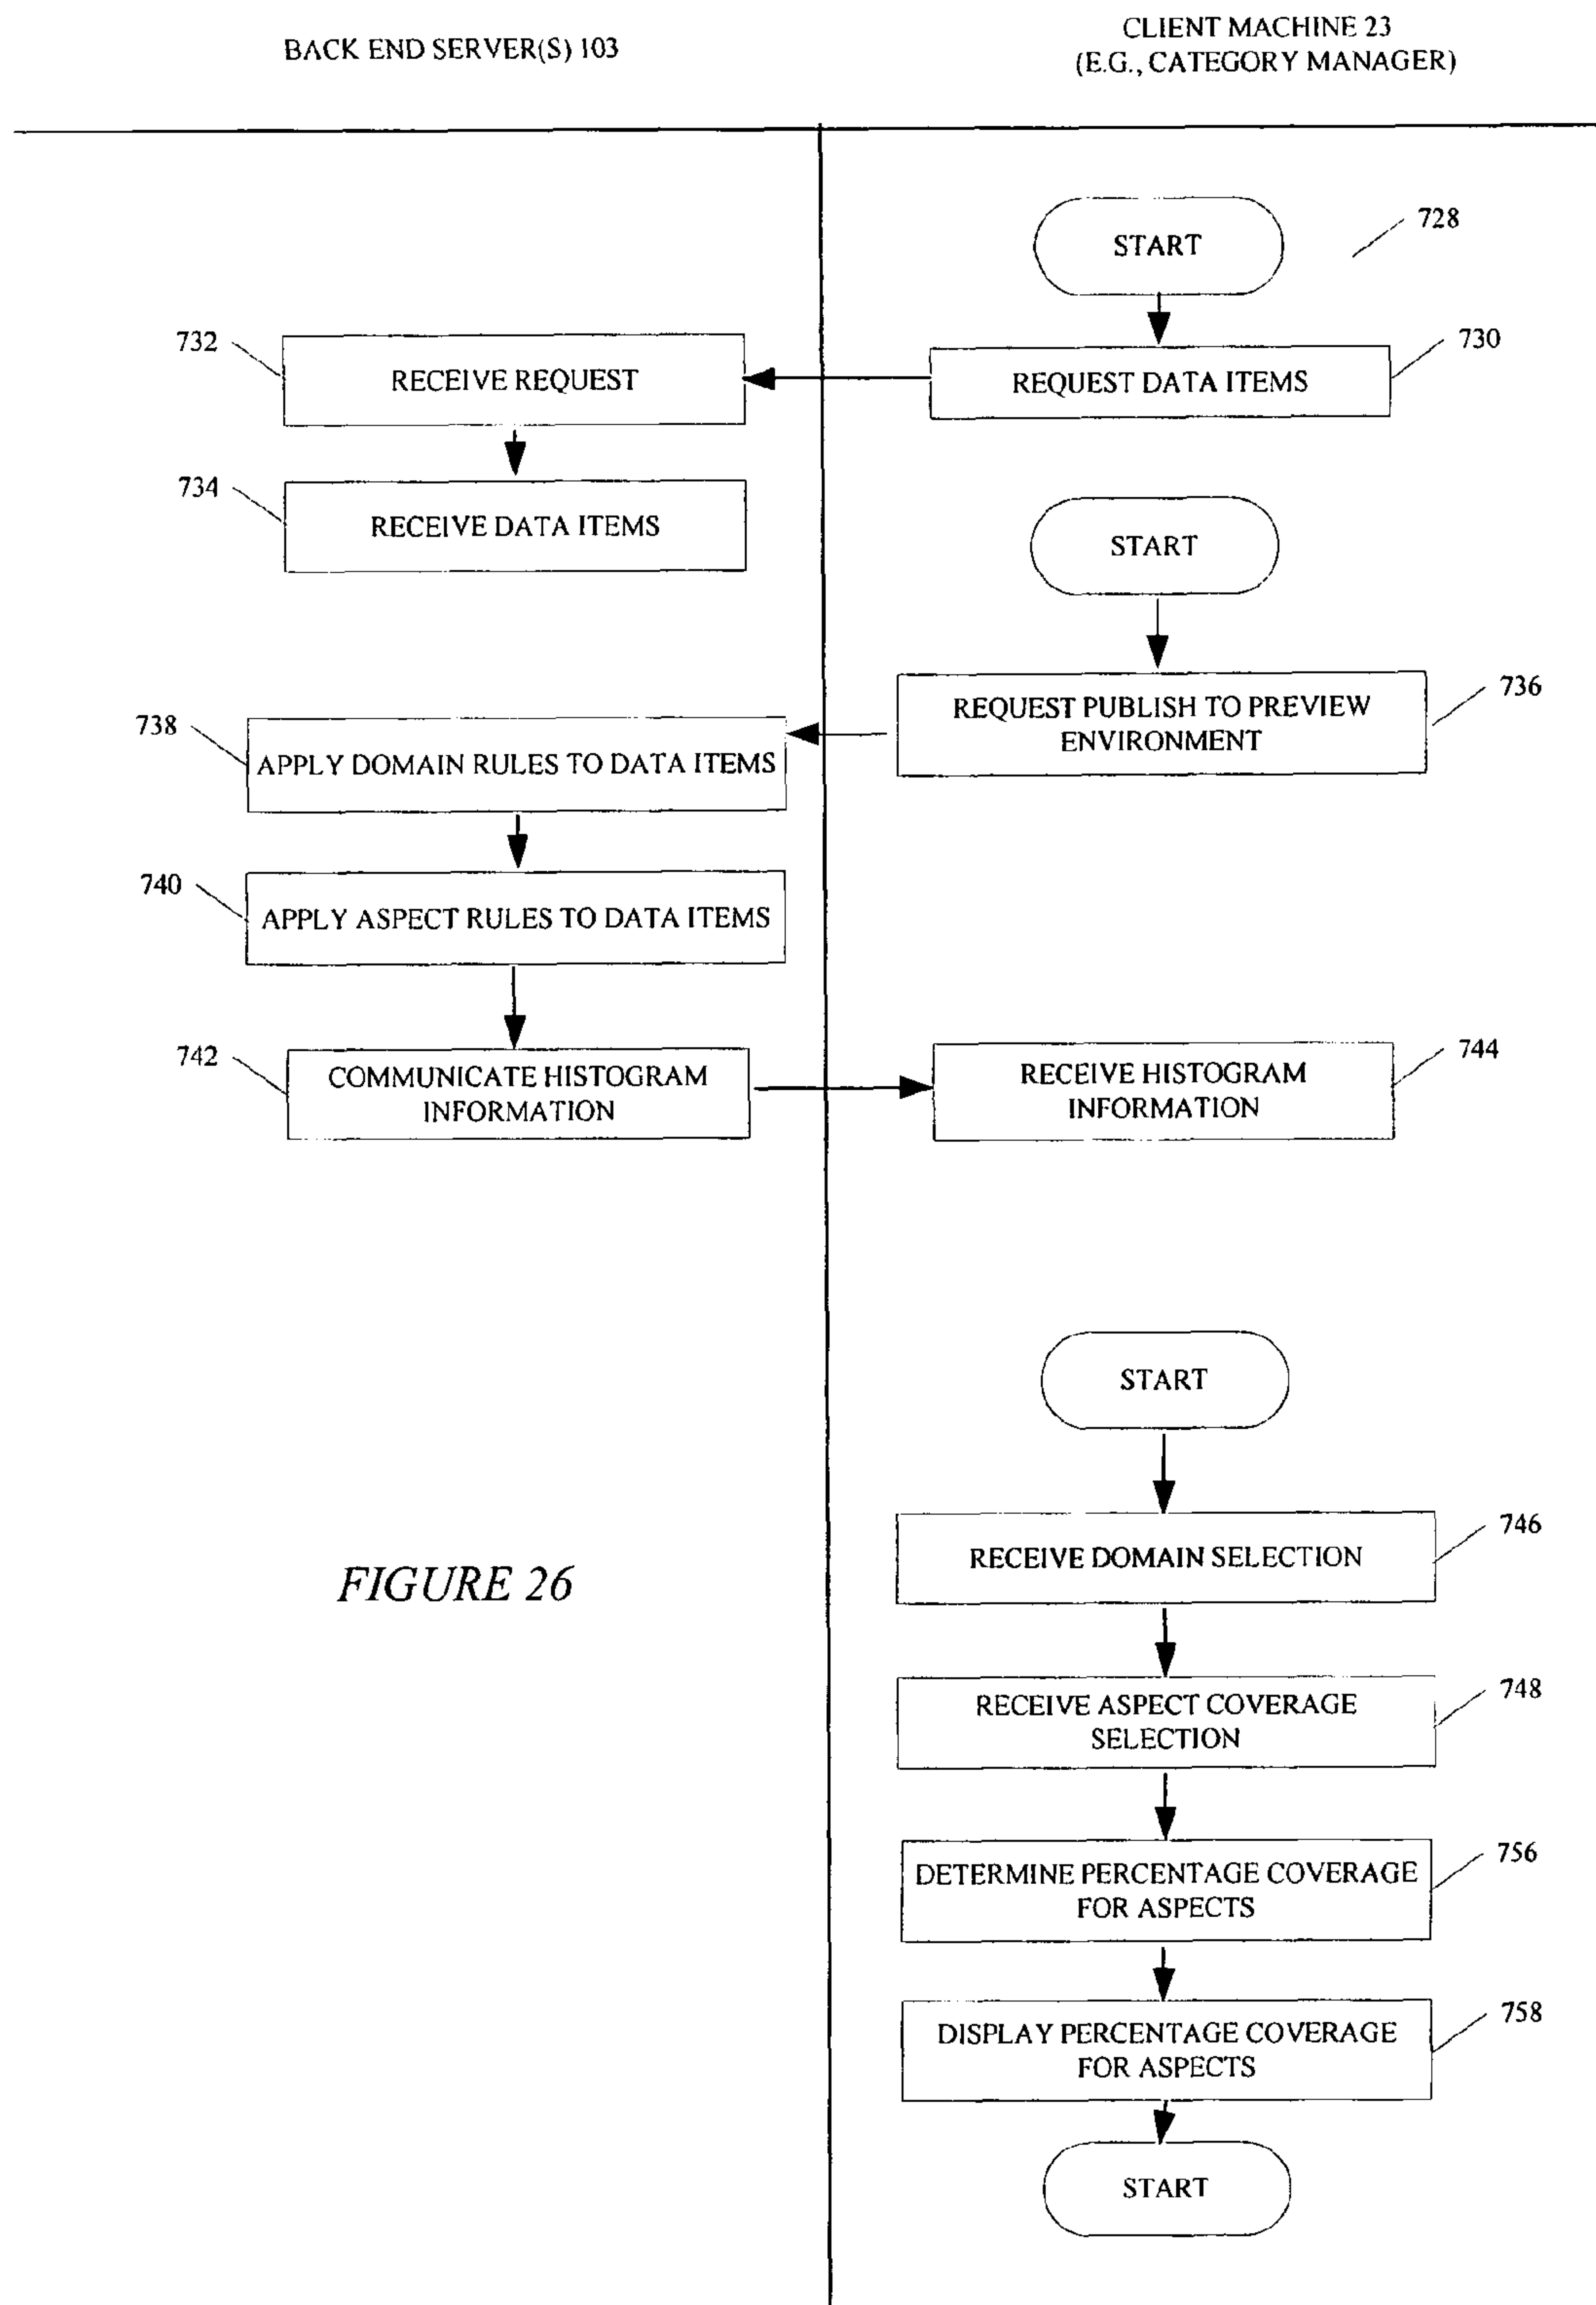 BACK END SERVER(S) 103
CLIENT MACHINE 23
(E.G., CATEGORY MANAGER)
START
728
732
RECEIVE REQUEST
REQUEST DATA ITEMS
730
734
RECEIVE DATA ITEMS
START
736
REQUEST PUBLISH TO PREVIEW
ENVIRONMENT
738
APPLY DOMAIN RULES TO DATA ITEMS
740
APPLY ASPECT RULES TO DATA ITEMS
742
COMMUNICATE HISTOGRAM
INFORMATION
RECEIVE HISTOGRAM
INFORMATION
744
START
746
RECEIVE DOMAIN SELECTION
FIGURE 26
748
RECEIVE ASPECT COVERAGE
SELECTION
756
DETERMINE PERCENTAGE COVERAGE
FOR ASPECTS
758
DISPLAY PERCENTAGE COVERAGE
FOR ASPECTS
START